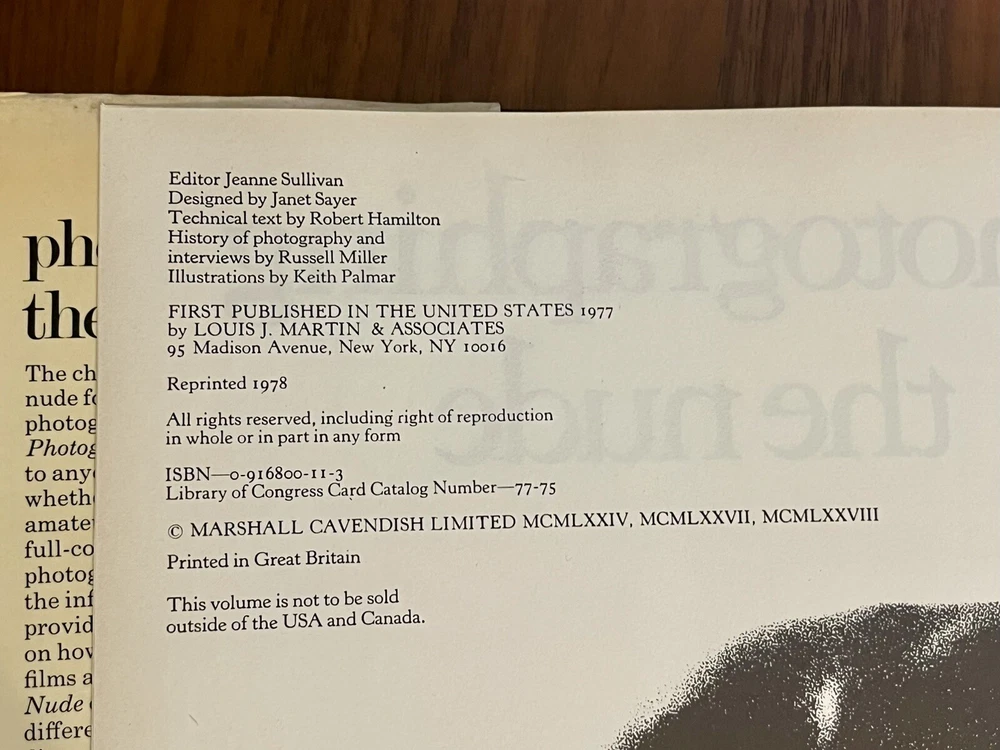 Editor Jeanne Sullivan
Designed by Janet Sayer
Technical text by Robert Hamilton
History of photography and
interviews by Russell Miller
Illustrations by Keith Palmar
FIRST PUBLISHED IN THE UNITED STATES 1977
by LOUIS J. MARTIN & ASSOCIATES
95 Madison Avenue, New York, NY 10016
Reprinted 1978
All rights reserved, including right of reproduction
in whole or in part in any form
ISBN—0-916800-11-3
Library of Congress Card Catalog Number—77-75
© MARSHALL CAVENDISH LIMITED MCMLXXIV, MCMLXXVII, MCMLXXVIII
Printed in Great Britain
This volume is not to be sold
outside of the USA and Canada.
the
The ch
nude
photog
Photog
to any
wheth
amate
full-co
photog
the inf
provid
on how
films a
Nude
differe
the nude